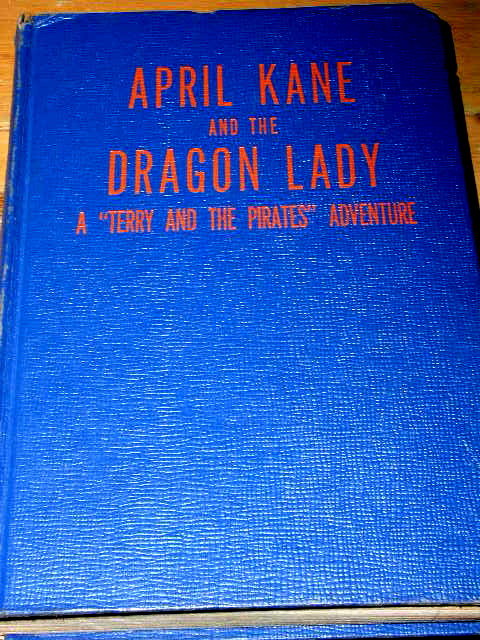 APRIL KANE
AND THE
DRAGON LADY
A "TERRY AND THE PIRATES" ADVENTURE